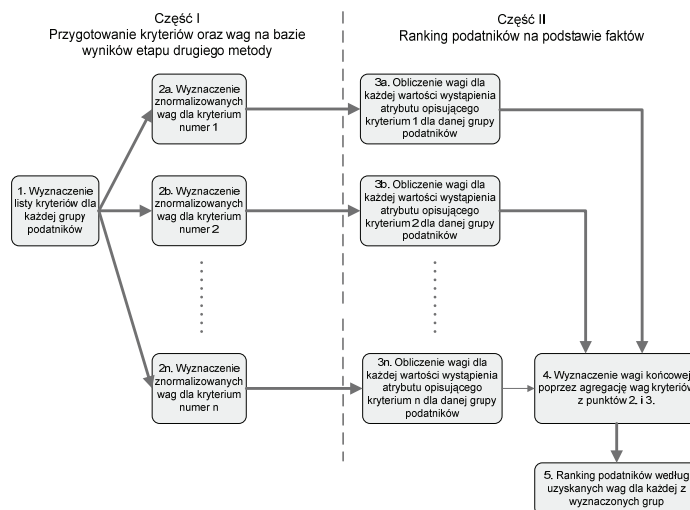 Część I
Przygotowanie kryteriów oraz wag na bazie
wyników etapu drugiego metody
Część II
Ranking podatników na podstawie faktów
1. Wyznaczenie
listy kryteriów dla
każdej grupy
podatników
2a. Wyznaczenie
znormalizowanych
wag dla kryterium
numer 1
2b. Wyznaczenie
znormalizowanych
wag dla kryterium
numer 2
2n. Wyznaczenie
znormalizowanych
wag dla kryterium
numer n
3a. Obliczenie wagi dla
każdej wartości wystąpienia
atrybutu opisującego
kryterium 1 dla danej grupy
podatników
3b. Obliczenie wagi dla
każdej wartości wystąpienia
atrybutu opisującego
kryterium 2 dla danej grupy
podatników
3n. Obliczenie wagi dla
każdej wartości wystąpienia
atrybutu opisującego
kryterium n dla danej grupy
podatników
4. Wyznaczenie wagi końcowej
poprzez agregację wag kryteriów
z punktów 2. i 3.
5. Ranking podatników według
uzyskanych wag dla każdej z
wyznaczonych grup